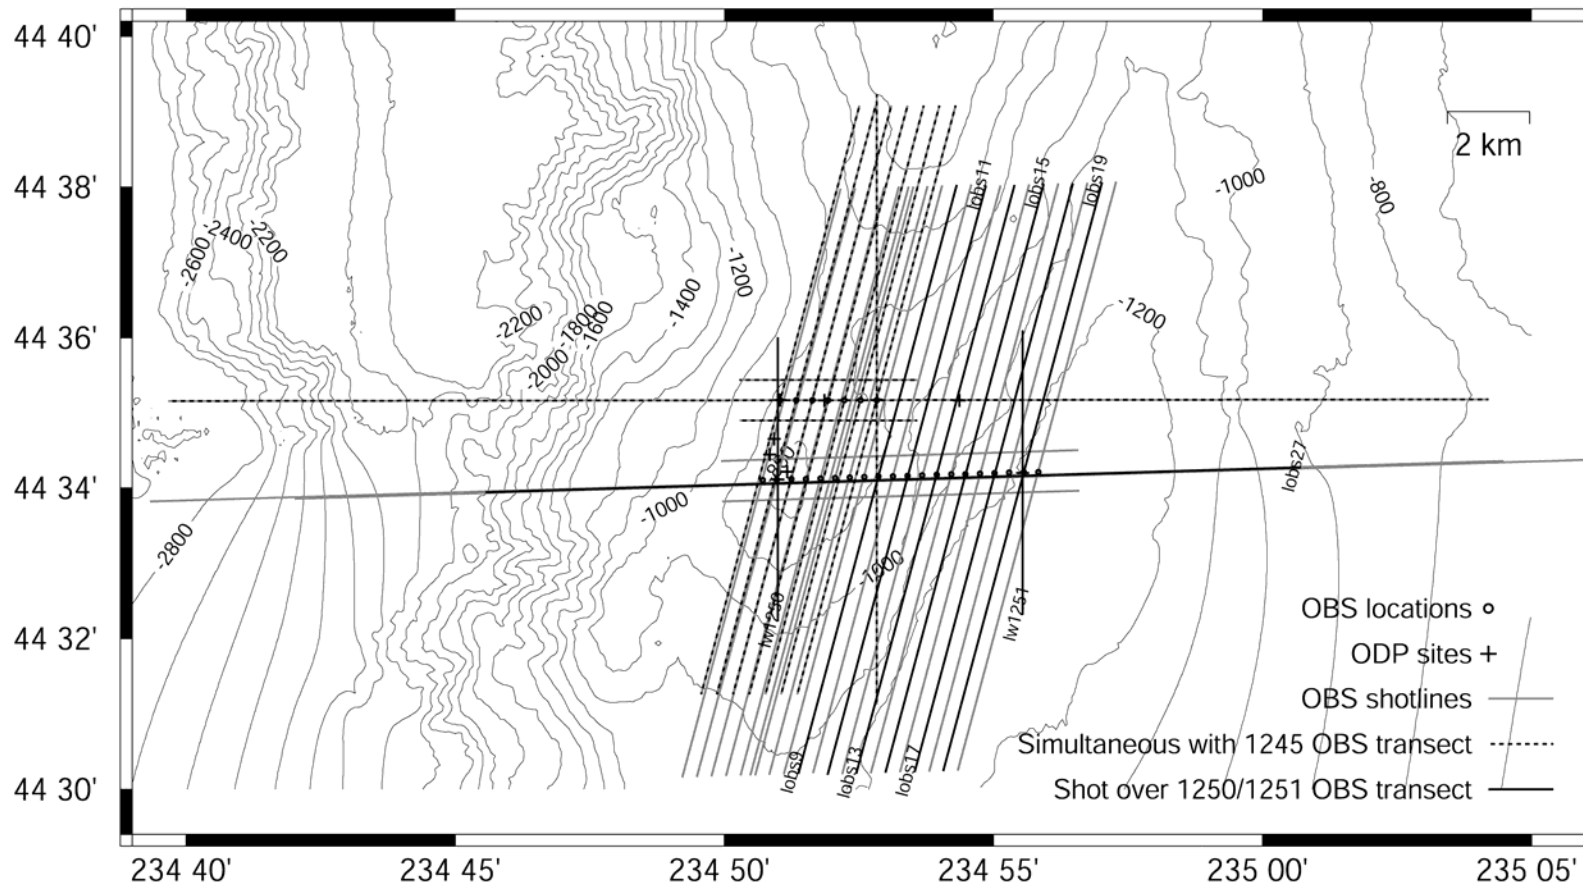 44 40'
44 38'
44 36'
44 34'
44 32'
44 30'
2 km
lobs11
lobs15
lobs19
-1000
-800
-2600
-2400
-2200
-1200
-1400
-2200
-1800
-1600
-2000
-1200
-1000
-2800
-1000
lobs27
lw1250
lw1251
lobs9
lobs13
lobs17
OBS locations
ODP sites
OBS shotlines
Simultaneous with 1245 OBS transect
Shot over 1250/1251 OBS transect
234 40'
234 45'
234 50'
234 55'
235 00'
235 05'